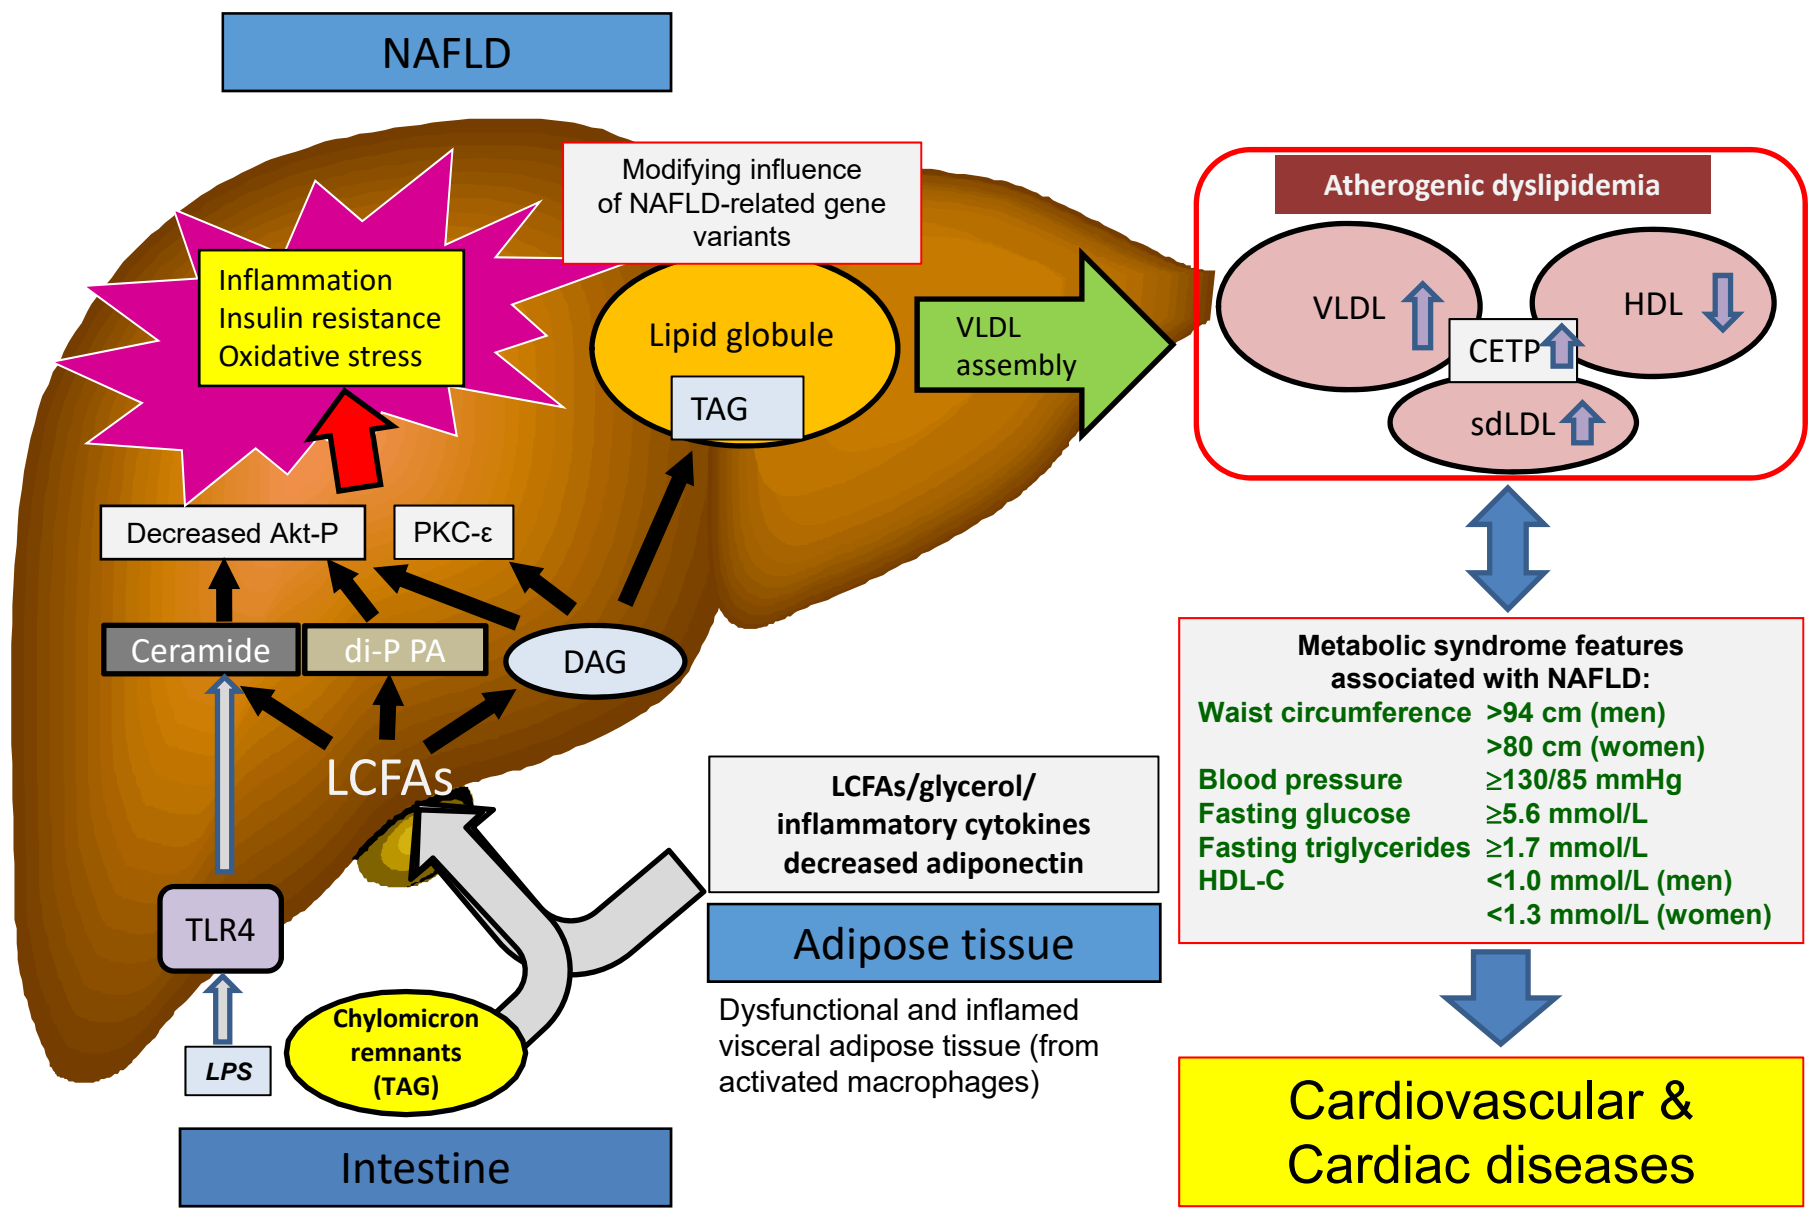 NAFLD
Modifying influence
of NAFLD-related gene
variants
Inflammation
Insulin resistance
Oxidative stress
Lipid globule
TAG
VLDL
assembly
Atherogenic dyslipidemia
VLDL
HDL
CETP
sdLDL
Decreased Akt-P
PKC-ε
Ceramide
di-P PA
DAG
LCFAs
TLR4
LPS
Chylomicron
remnants
(TAG)
Intestine
LCFAs/glycerol/
inflammatory cytokines
decreased adiponectin
Adipose tissue
Dysfunctional and inflamed
visceral adipose tissue (from
activated macrophages)
Metabolic syndrome features
associated with NAFLD:
Waist circumference >94 cm (men)
>80 cm (women)
Blood pressure ≥130/85 mmHg
Fasting glucose ≥5.6 mmol/L
Fasting triglycerides ≥1.7 mmol/L
HDL-C <1.0 mmol/L (men)
<1.3 mmol/L (women)
Cardiovascular &
Cardiac diseases